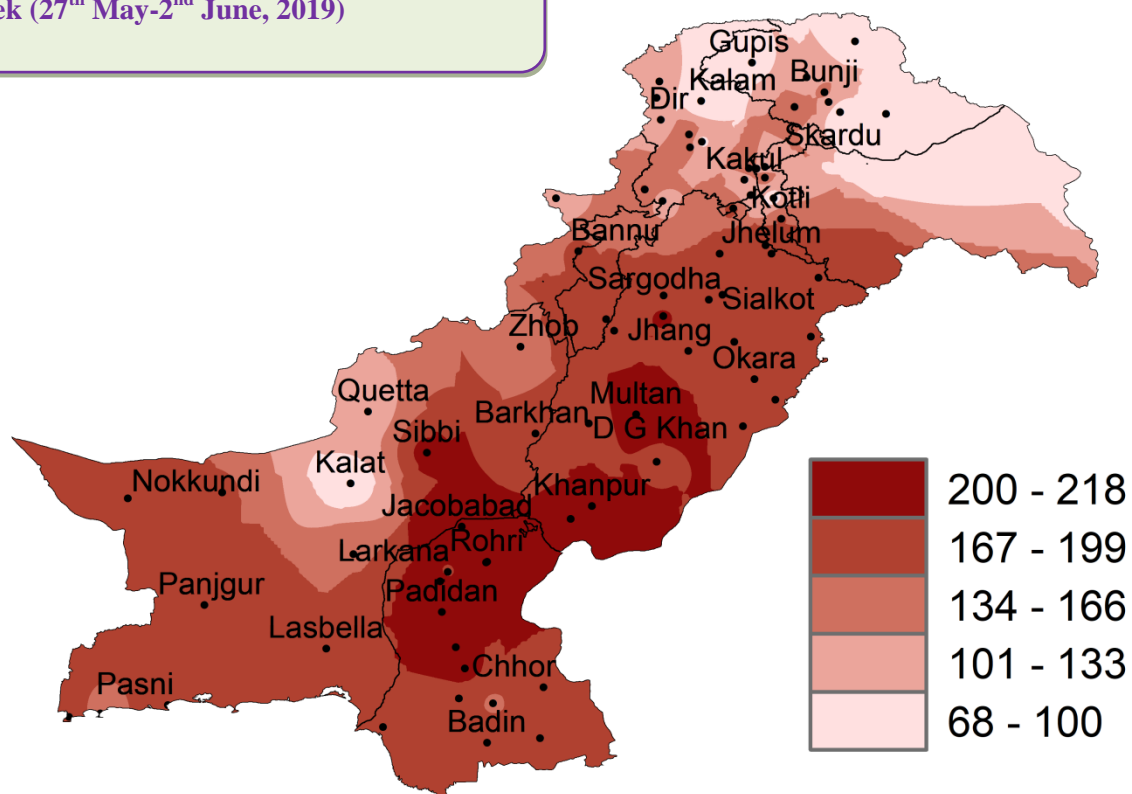 (27th May-2nd June, 2019)
Gupis
Kalam
Bunji
Dir
Skardu
Kakul
Kotli
Bannu
Jhelum
Sargodha
Sialkot
Zhob
Jhang
Okara
Quetta
Multan
Barkhan
Sibbi
D G Khan
Kalat
Nokkundi
Khanpur
Jacobabad
Larkana
Rohri
Panjgur
Padidan
Lasbella
Chhor
Pasni
Badin
200 - 218
167 - 199
134 - 166
101 - 133
68 - 100